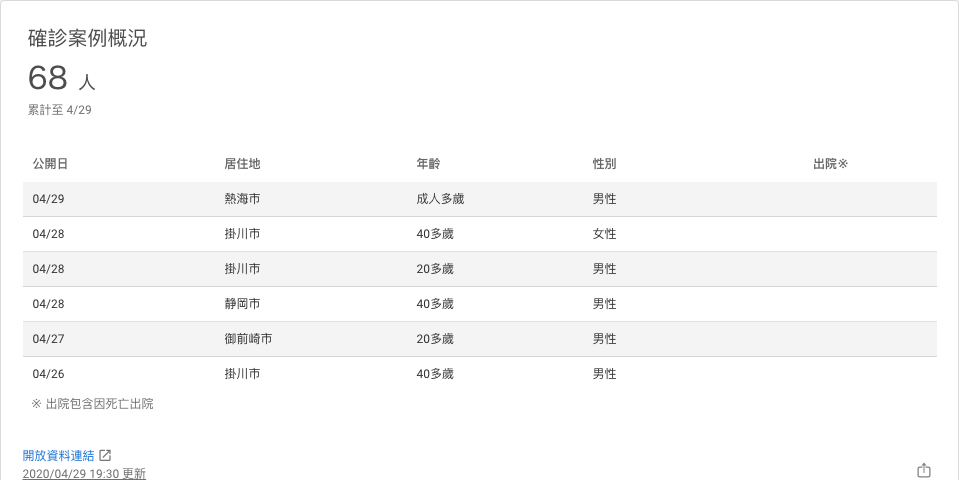 確診案例概況
68 人
累計至 4/29
公開日 居住地 年齡 性別 出院※
04/29 熱海市 成人多歲 男性
04/28 掛川市 40多歲 女性
04/28 掛川市 20多歲 男性
04/28 静岡市 40多歲 男性
04/27 御前崎市 20多歲 男性
04/26 掛川市 40多歲 男性
※ 出院包含因死亡出院
開放資料連結
2020/04/29 19:30 更新